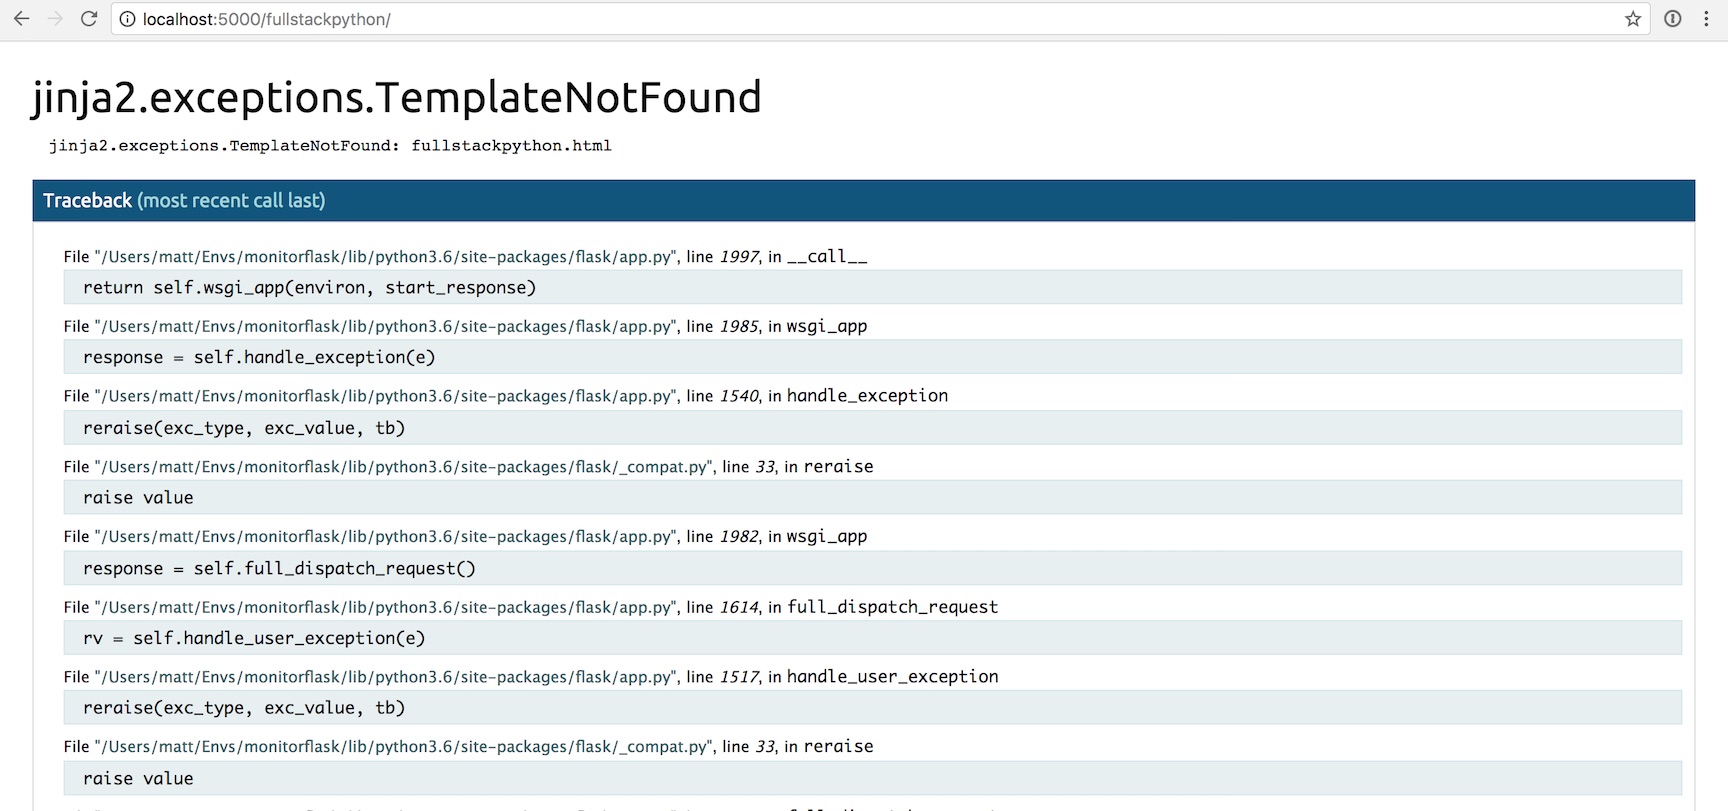 localhost:5000/fullstackpython/
jinja2.exceptions.TemplateNotFound
jinja2.exceptions.TemplateNotFound: fullstackpython.html
Traceback (most recent call last)
File "/Users/matt/Envs/monitorflask/lib/python3.6/site-packages/flask/app.py", line 1997, in __call__
return self.wsgi_app(environ, start_response)
File "/Users/matt/Envs/monitorflask/lib/python3.6/site-packages/flask/app.py", line 1985, in wsgi_app
response = self.handle_exception(e)
File "/Users/matt/Envs/monitorflask/lib/python3.6/site-packages/flask/app.py", line 1540, in handle_exception
reraise(exc_type, exc_value, tb)
File "/Users/matt/Envs/monitorflask/lib/python3.6/site-packages/flask/_compat.py", line 33, in reraise
raise value
File "/Users/matt/Envs/monitorflask/lib/python3.6/site-packages/flask/app.py", line 1982, in wsgi_app
response = self.full_dispatch_request()
File "/Users/matt/Envs/monitorflask/lib/python3.6/site-packages/flask/app.py", line 1614, in full_dispatch_request
rv = self.handle_user_exception(e)
File "/Users/matt/Envs/monitorflask/lib/python3.6/site-packages/flask/app.py", line 1517, in handle_user_exception
reraise(exc_type, exc_value, tb)
File "/Users/matt/Envs/monitorflask/lib/python3.6/site-packages/flask/_compat.py", line 33, in reraise
raise value